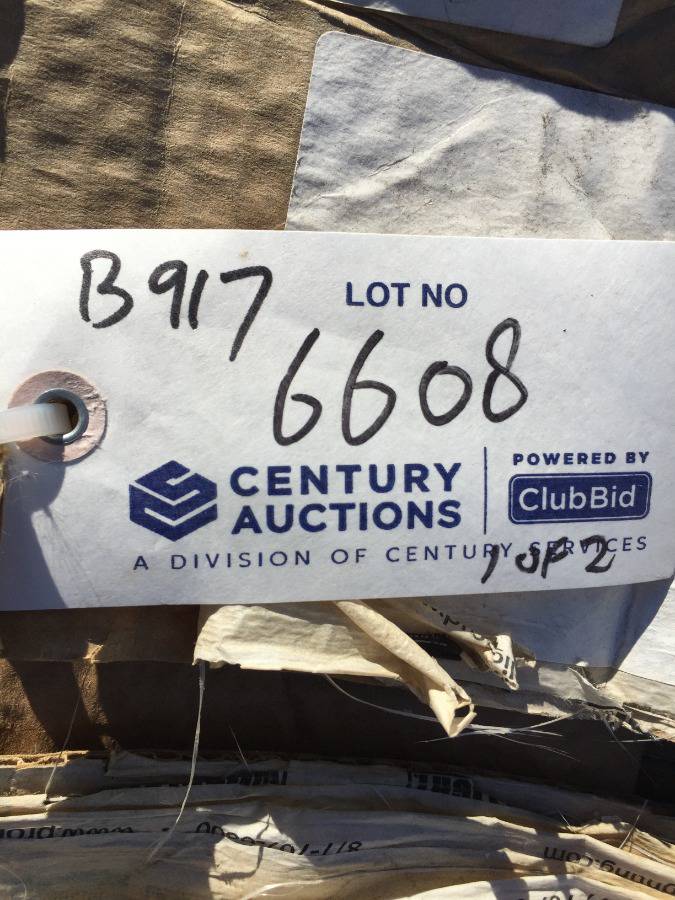 B917
LOT NO
6608
CENTURY
AUCTIONS
POWERED BY
ClubBid
A DIVISION OF CENTURY SERVICES
1 OF 2